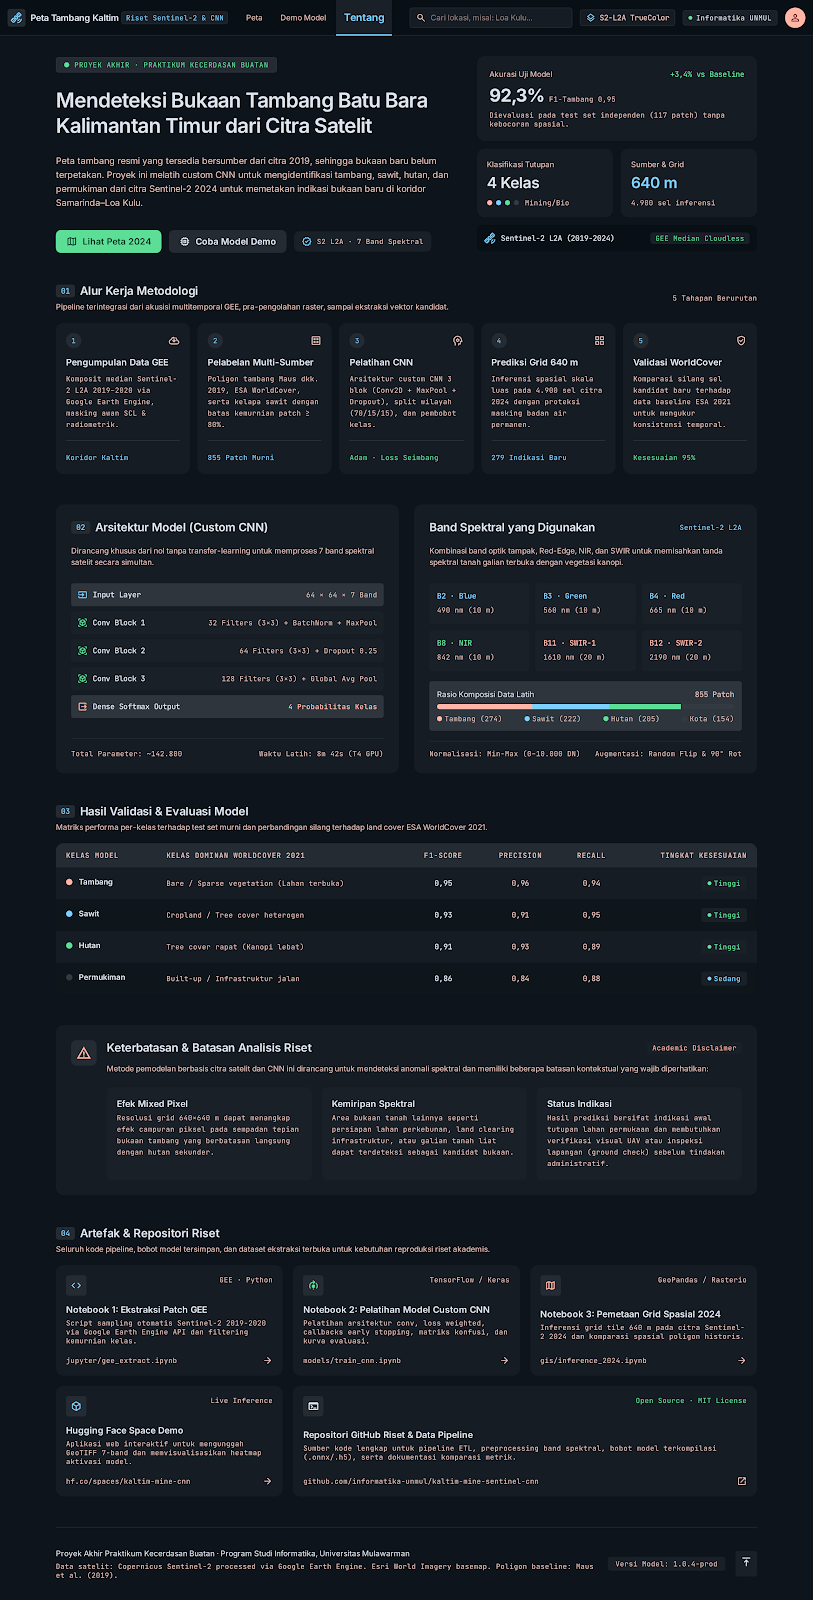 Peta Tambang Kaltim
Riset Sentinel-2 & CNN
Peta
Demo Model
Tentang
Cari lokasi, misal: Loa Kulu...
S2-L2A TrueColor
Informatika UNMUL
PROYEK AKHIR · PRAKTIKUM KECERDASAN BUATAN
Mendeteksi Bukaan Tambang Batu Bara
Kalimantan Timur dari Citra Satelit
Peta tambang resmi yang tersedia bersumber dari citra 2019, sehingga bukaan baru belum
terpetakan. Proyek ini melatih custom CNN untuk mengidentifikasi tambang, sawit, hutan, dan
permukiman dari citra Sentinel-2 2024 untuk memetakan indikasi bukaan baru di koridor
Samarinda–Loa Kulu.
Lihat Peta 2024
Coba Model Demo
S2 L2A · 7 Band Spektral
Akurasi Uji Model
+3,4% vs Baseline
92,3% F1-Tambang 0,95
Dievaluasi pada test set independen (117 patch) tanpa
kebocoran spasial.
Klasifikasi Tutupan
4 Kelas
Mining/Bio
Sumber & Grid
640 m
4.900 sel inferensi
Sentinel-2 L2A (2019-2024)
GEE Median Cloudless
01 Alur Kerja Metodologi
Pipeline terintegrasi dari akusisi multitemporal GEE, pra-pengolahan raster, sampai ekstraksi vektor kandidat.
5 Tahapan Berurutan
1
Pengumpulan Data GEE
Komposit median Sentinel-
2 L2A 2019-2020 via
Google Earth Engine,
masking awan SCL &
radiometrik.
Koridor Kaltim
2
Pelabelan Multi-Sumber
Poligon tambang Maus dkk.
2019, ESA WorldCover,
serta kelapa sawit dengan
batas kemurnian patch ≥
80%.
855 Patch Murni
3
Pelatihan CNN
Arsitektur custom CNN 3
blok (Conv2D + MaxPool +
Dropout), split wilayah
(70/15/15), dan pembobot
kelas.
Adam · Loss Seimbang
4
Prediksi Grid 640 m
Inferensi spasial skala
luas pada 4.900 sel citra
2024 dengan proteksi
masking badan air
permanen.
279 Indikasi Baru
5
Validasi WorldCover
Komparasi silang sel
kandidat baru terhadap
data baseline ESA 2021
untuk mengukur
konsistensi temporal.
Kesesuaian 95%
02 Arsitektur Model (Custom CNN)
Dirancang khusus dari nol tanpa transfer-learning untuk memproses 7 band spektral
satelit secara simultan.
Input Layer 64 × 64 × 7 Band
Conv Block 1 32 Filters (3×3) + BatchNorm + MaxPool
Conv Block 2 64 Filters (3×3) + Dropout 0.25
Conv Block 3 128 Filters (3×3) + Global Avg Pool
Dense Softmax Output 4 Probabilitas Kelas
Total Parameter: ~142.800 Waktu Latih: 8m 42s (T4 GPU)
Band Spektral yang Digunakan
Sentinel-2 L2A
Kombinasi band optik tampak, Red-Edge, NIR, dan SWIR untuk memisahkan tanda
spektral tanah galian terbuka dengan vegetasi kanopi.
B2 · Blue
490 nm (10 m)
B3 · Green
560 nm (10 m)
B4 · Red
665 nm (10 m)
B8 · NIR
842 nm (10 m)
B11 · SWIR-1
1610 nm (20 m)
B12 · SWIR-2
2190 nm (20 m)
Rasio Komposisi Data Latih 855 Patch
Tambang (274) Sawit (222) Hutan (205) Kota (154)
Normalisasi: Min-Max (0-10.000 DN) Augmentasi: Random Flip & 90° Rot
03 Hasil Validasi & Evaluasi Model
Matriks performa per-kelas terhadap test set murni dan perbandingan silang terhadap land cover ESA WorldCover 2021.
KELAS MODEL KELAS DOMINAN WORLDCOVER 2021 F1-SCORE PRECISION RECALL TINGKAT KESESUAIAN
Tambang Bare / Sparse vegetation (Lahan terbuka) 0,95 0,96 0,94 Tinggi
Sawit Cropland / Tree cover heterogen 0,93 0,91 0,95 Tinggi
Hutan Tree cover rapat (Kanopi lebat) 0,91 0,93 0,89 Tinggi
Permukiman Built-up / Infrastruktur jalan 0,86 0,84 0,88 Sedang
Keterbatasan & Batasan Analisis Riset
Academic Disclaimer
Metode pemodelan berbasis citra satelit dan CNN ini dirancang untuk mendeteksi anomali spektral dan memiliki beberapa batasan kontekstual yang wajib diperhatikan:
Efek Mixed Pixel
Resolusi grid 640×640 m dapat menangkap
efek campuran piksel pada sempadan tepian
bukaan tambang yang berbatasan langsung
dengan hutan sekunder.
Kemiripan Spektral
Area bukaan tanah lainnya seperti
persiapan lahan perkebunan, land clearing
infrastruktur, atau galian tanah liat
dapat terdeteksi sebagai kandidat bukaan.
Status Indikasi
Hasil prediksi bersifat indikasi awal
tutupan lahan permukaan dan membutuhkan
verifikasi visual UAV atau inspeksi
lapangan (ground check) sebelum tindakan
administratif.
04 Artefak & Repositori Riset
Seluruh kode pipeline, bobot model tersimpan, dan dataset ekstraksi terbuka untuk kebutuhan reproduksi riset akademis.
GEE · Python
Notebook 1: Ekstraksi Patch GEE
Script sampling otomatis Sentinel-2 2019-2020
via Google Earth Engine API dan filtering
kemurnian kelas.
jupyter/gee_extract.ipynb
TensorFlow / Keras
Notebook 2: Pelatihan Model Custom CNN
Pelatihan arsitektur conv, loss weighted,
callbacks early stopping, matriks konfusi, dan
kurva evaluasi.
models/train_cnn.ipynb
GeoPandas / Rasterio
Notebook 3: Pemetaan Grid Spasial 2024
Inferensi grid tile 640 m pada citra Sentinel-
2 2024 dan komparasi spasial poligon historis.
gis/inference_2024.ipynb
Live Inference
Hugging Face Space Demo
Aplikasi web interaktif untuk mengunggah
GeoTIFF 7-band dan memvisualisasikan heatmap
aktivasi model.
hf.co/spaces/kaltim-mine-cnn
Open Source · MIT License
Repositori GitHub Riset & Data Pipeline
Sumber kode lengkap untuk pipeline ETL, preprocessing band spektral, bobot model terkompilasi
(.onnx/.h5), serta dokumentasi komparasi metrik.
github.com/informatika-unmul/kaltim-mine-sentinel-cnn
Proyek Akhir Praktikum Kecerdasan Buatan · Program Studi Informatika, Universitas Mulawarman
Data satelit: Copernicus Sentinel-2 processed via Google Earth Engine. Esri World Imagery basemap. Poligon baseline: Maus
et al. (2019).
Versi Model: 1.0.4-prod